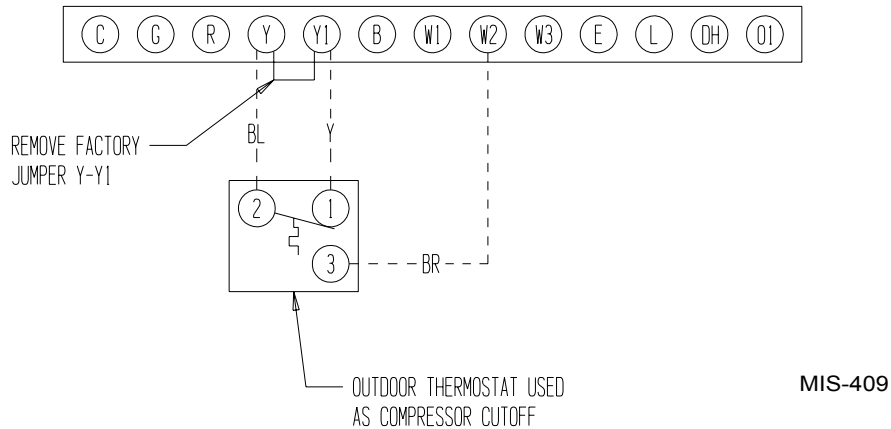 C G R Y Y1 B W1 W2 W3 E L DH O1
REMOVE FACTORY
JUMPER Y-Y1
BL
Y
2
1
3
BR
OUTDOOR THERMOSTAT USED
AS COMPRESSOR CUTOFF
MIS-409